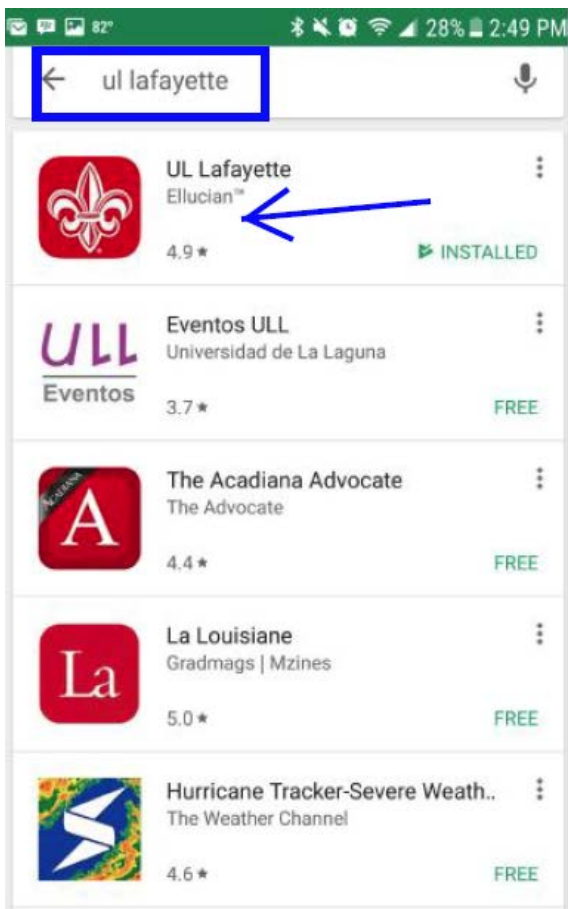 82° 28% 2:49 PM
ul lafayette
UL Lafayette
Ellucian™
4.9★ INSTALLED
ULL
Eventos
Eventos ULL
Universidad de La Laguna
3.7★ FREE
ACADIANA
A
The Acadiana Advocate
The Advocate
4.4★ FREE
La
La Louisiane
Gradmags | Mzines
5.0★ FREE
Hurricane Tracker-Severe Weath..
The Weather Channel
4.6★ FREE